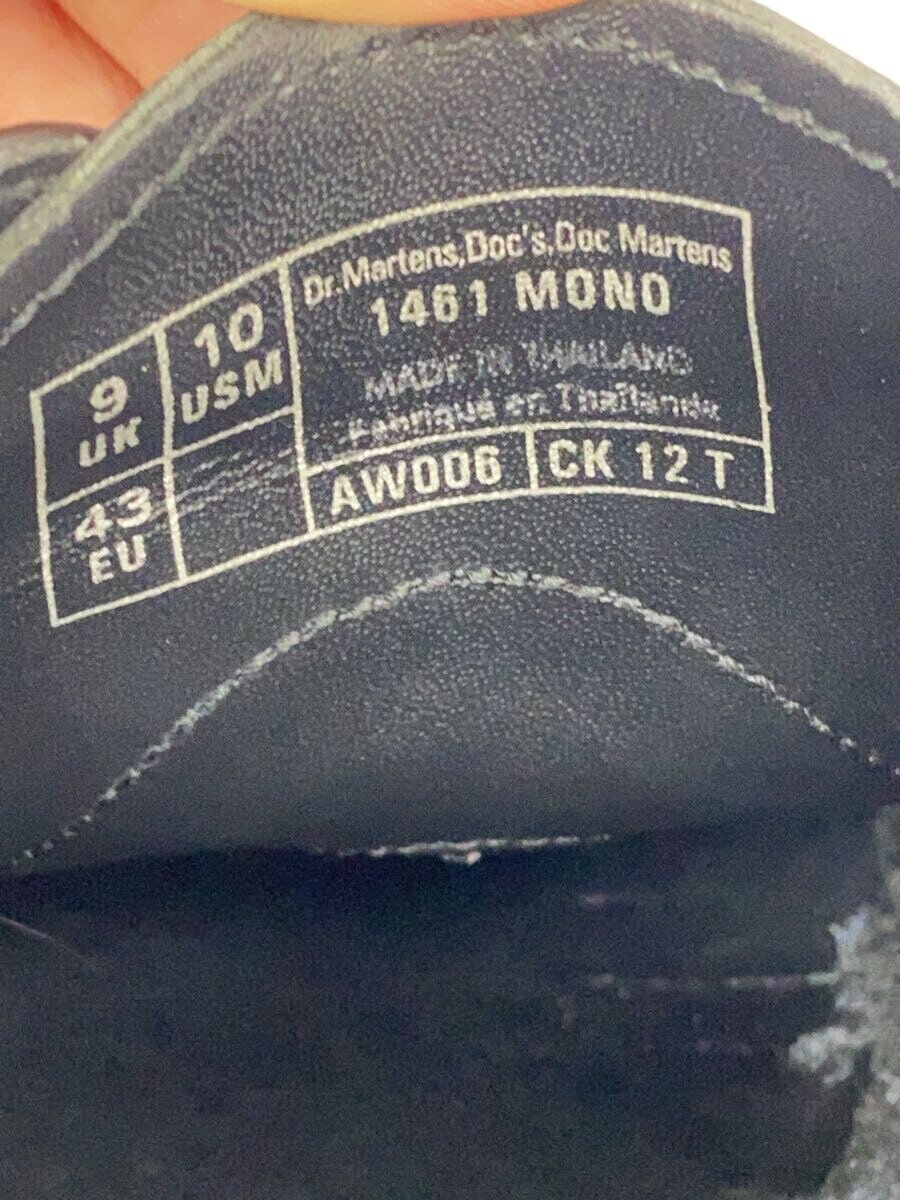 9
UK
10
USM
43
EU
Dr.Martens,Doc's,Doc Martens
1461 MONO
MADE IN THAILAND
Fabriqué en Thaïlande
AW006
CK 12 T